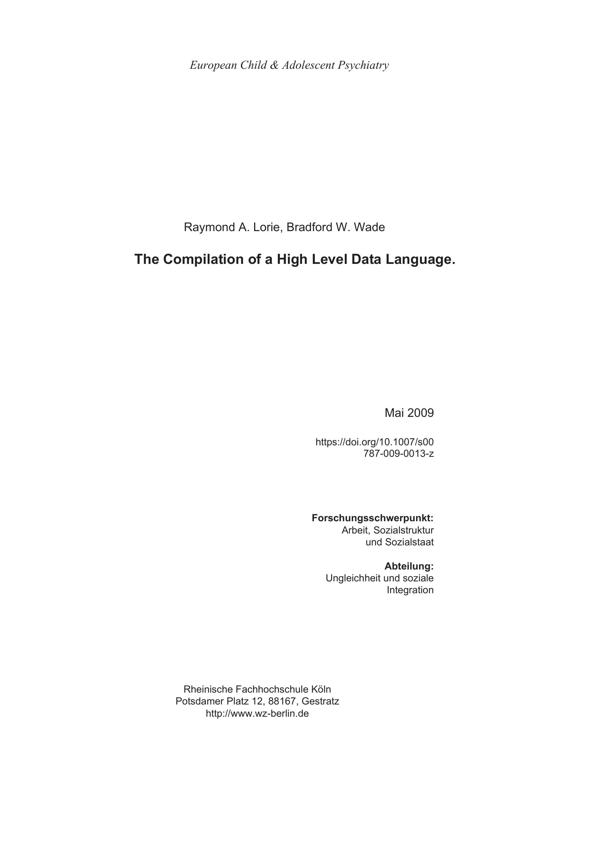 European Child & Adolescent Psychiatry
Raymond A. Lorie, Bradford W. Wade
The Compilation of a High Level Data Language.
Mai 2009
https://doi.org/10.1007/s00
787-009-0013-z
Forschungsschwerpunkt:
Arbeit, Sozialstruktur
und Sozialstaat
Abteilung:
Ungleichheit und soziale
Integration
Rheinische Fachhochschule Köln
Potsdamer Platz 12, 88167, Gestratz
http://www.wz-berlin.de